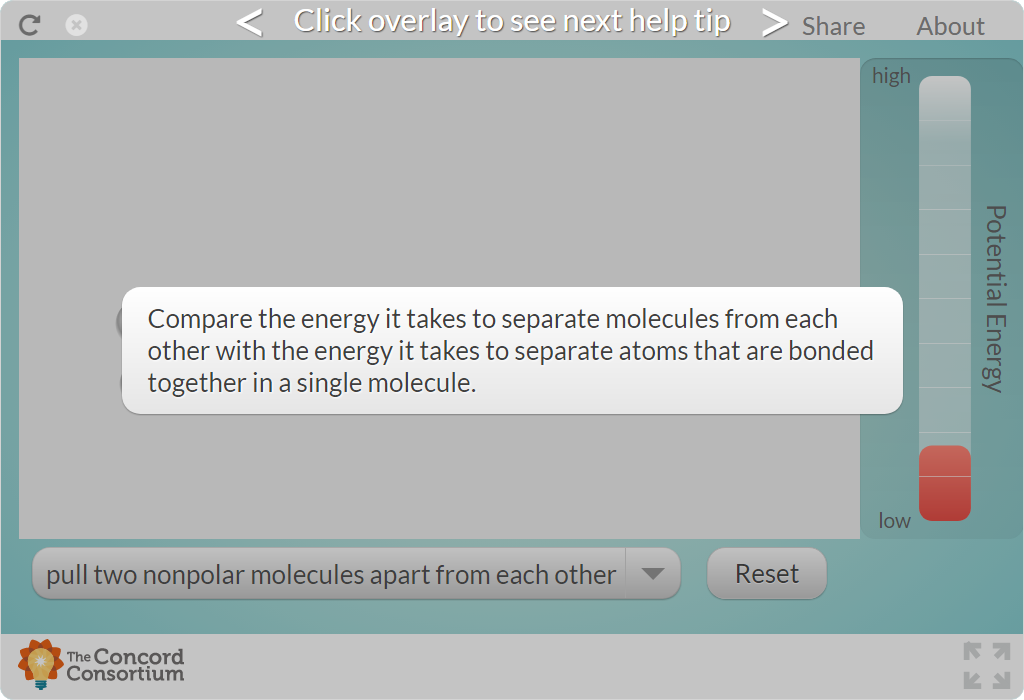 Click overlay to see next help tip
Share
About
high
Potential Energy
Compare the energy it takes to separate molecules from each
other with the energy it takes to separate atoms that are bonded
together in a single molecule.
low
pull two nonpolar molecules apart from each other
Reset
The Concord
Consortium